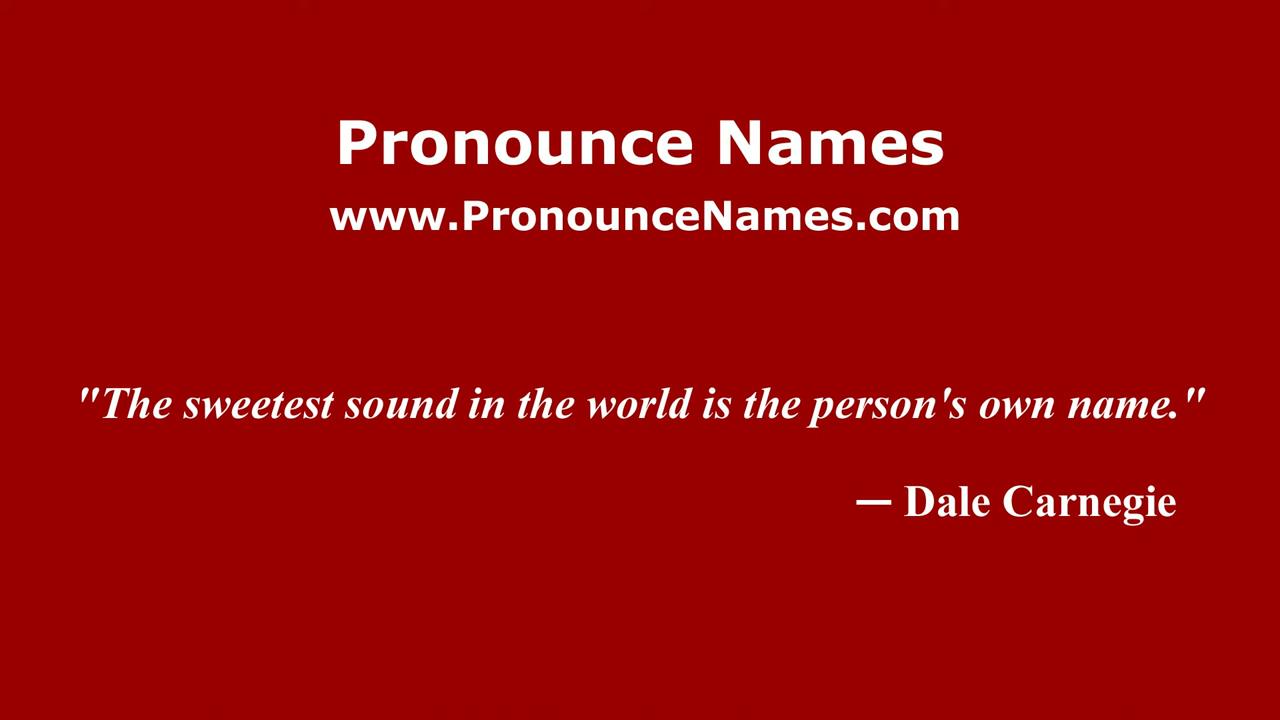 Pronounce Names
www.PronounceNames.com
"The sweetest sound in the world is the person's own name."
— Dale Carnegie